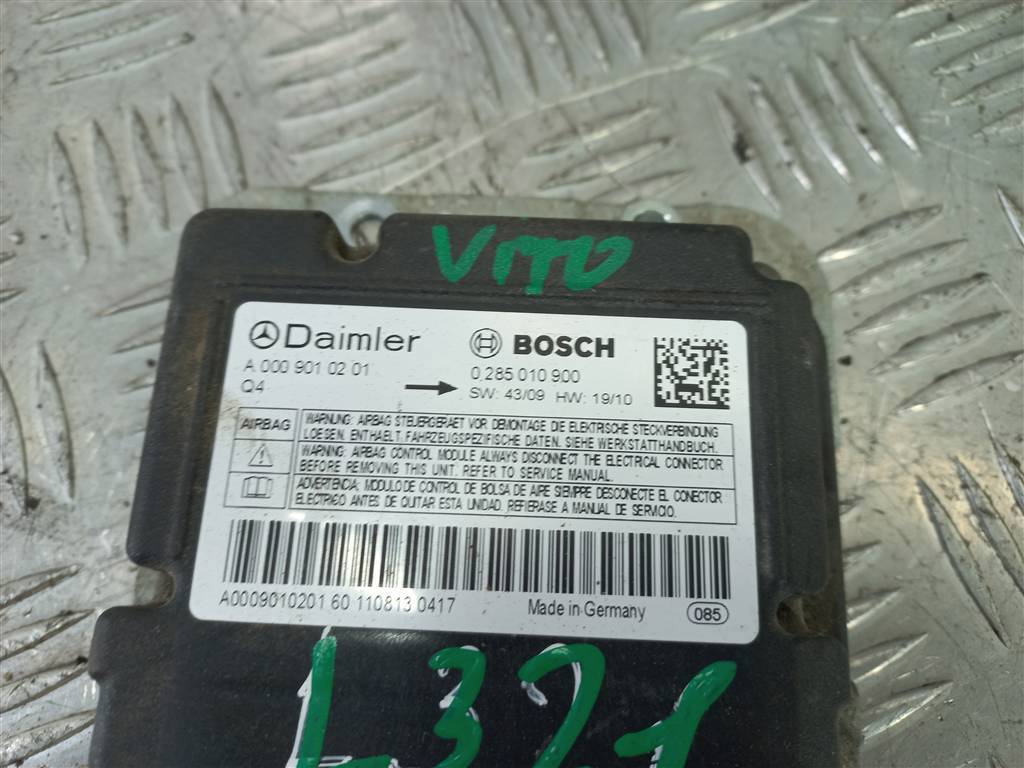 VITO
Daimler BOSCH
A 000 901 02 01 0 285 010 900
Q4 SW: 43/09 HW: 19/10
AIRBAG
WARNUNG: AIRBAG STEUERGERAET VOR DEMONTAGE DIE ELEKTRISCHE STECKVERBINDUNG
LOESEN. ENTHAELT FAHRZEUGSPEZIFISCHE DATEN. SIEHE WERKSTATTHANDBUCH.
WARNING: AIRBAG CONTROL MODULE ALWAYS DISCONNECT THE ELECTRICAL CONNECTOR
BEFORE REMOVING THIS UNIT. REFER TO SERVICE MANUAL.
ADVERTENCIA: MODULO DE CONTROL DE BOLSA DE AIRE SIEMPRE DESCONECTE EL CONECTOR
ELECTRICO ANTES DE QUITAR ESTA UNIDAD. REFIERASE A MANUAL DE SERVICIO.
A0009010201 60 110813 0417 Made in Germany 085
L321